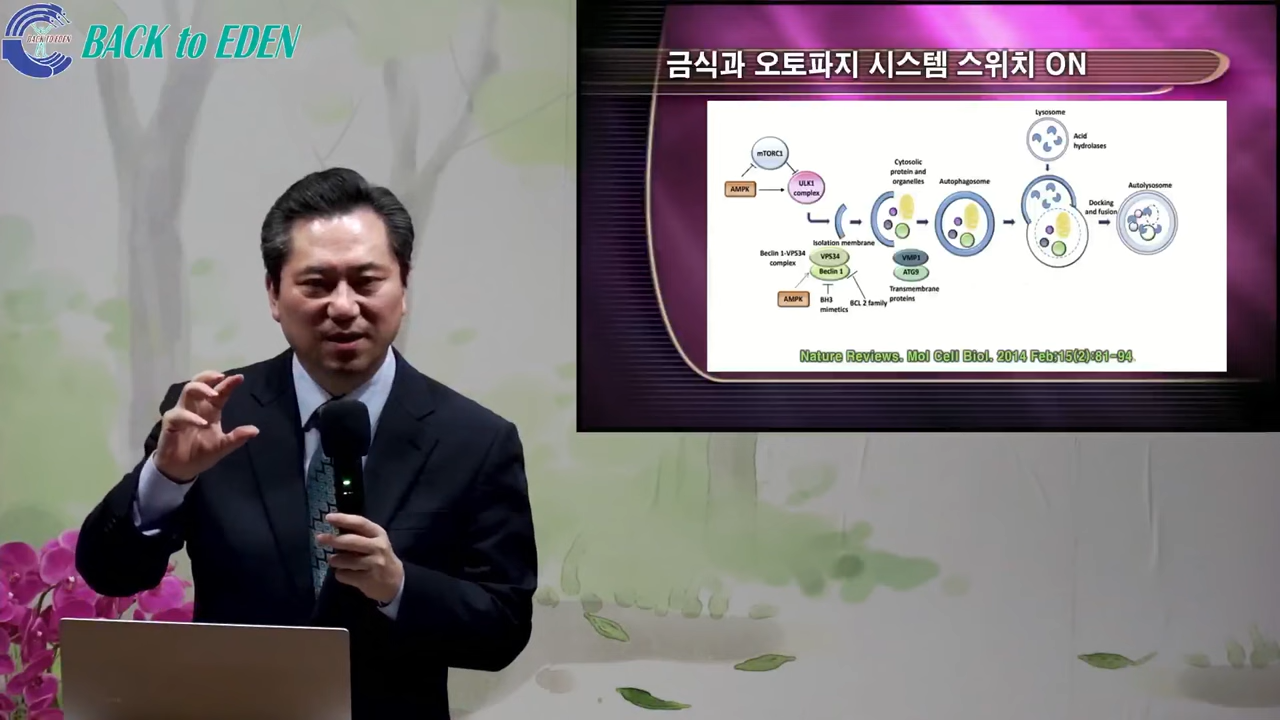 BACK to EDEN
BACK TO EDEN
금식과 오토파지 시스템 스위치 ON
Lysosome
Acid
hydrolases
mTORC1
AMPK
ULK1
complex
Cytosolic
protein and
organelles
Autophagosome
Docking
and fusion
Autolysosome
Isolation membrane
Beclin 1-VPS34
complex
VPS34
Beclin 1
VMP1
ATG9
Transmembrane
proteins
AMPK
BH3
mimetics
BCL 2 family
Nature Reviews. Mol Cell Biol. 2014 Feb;15(2):81-94.